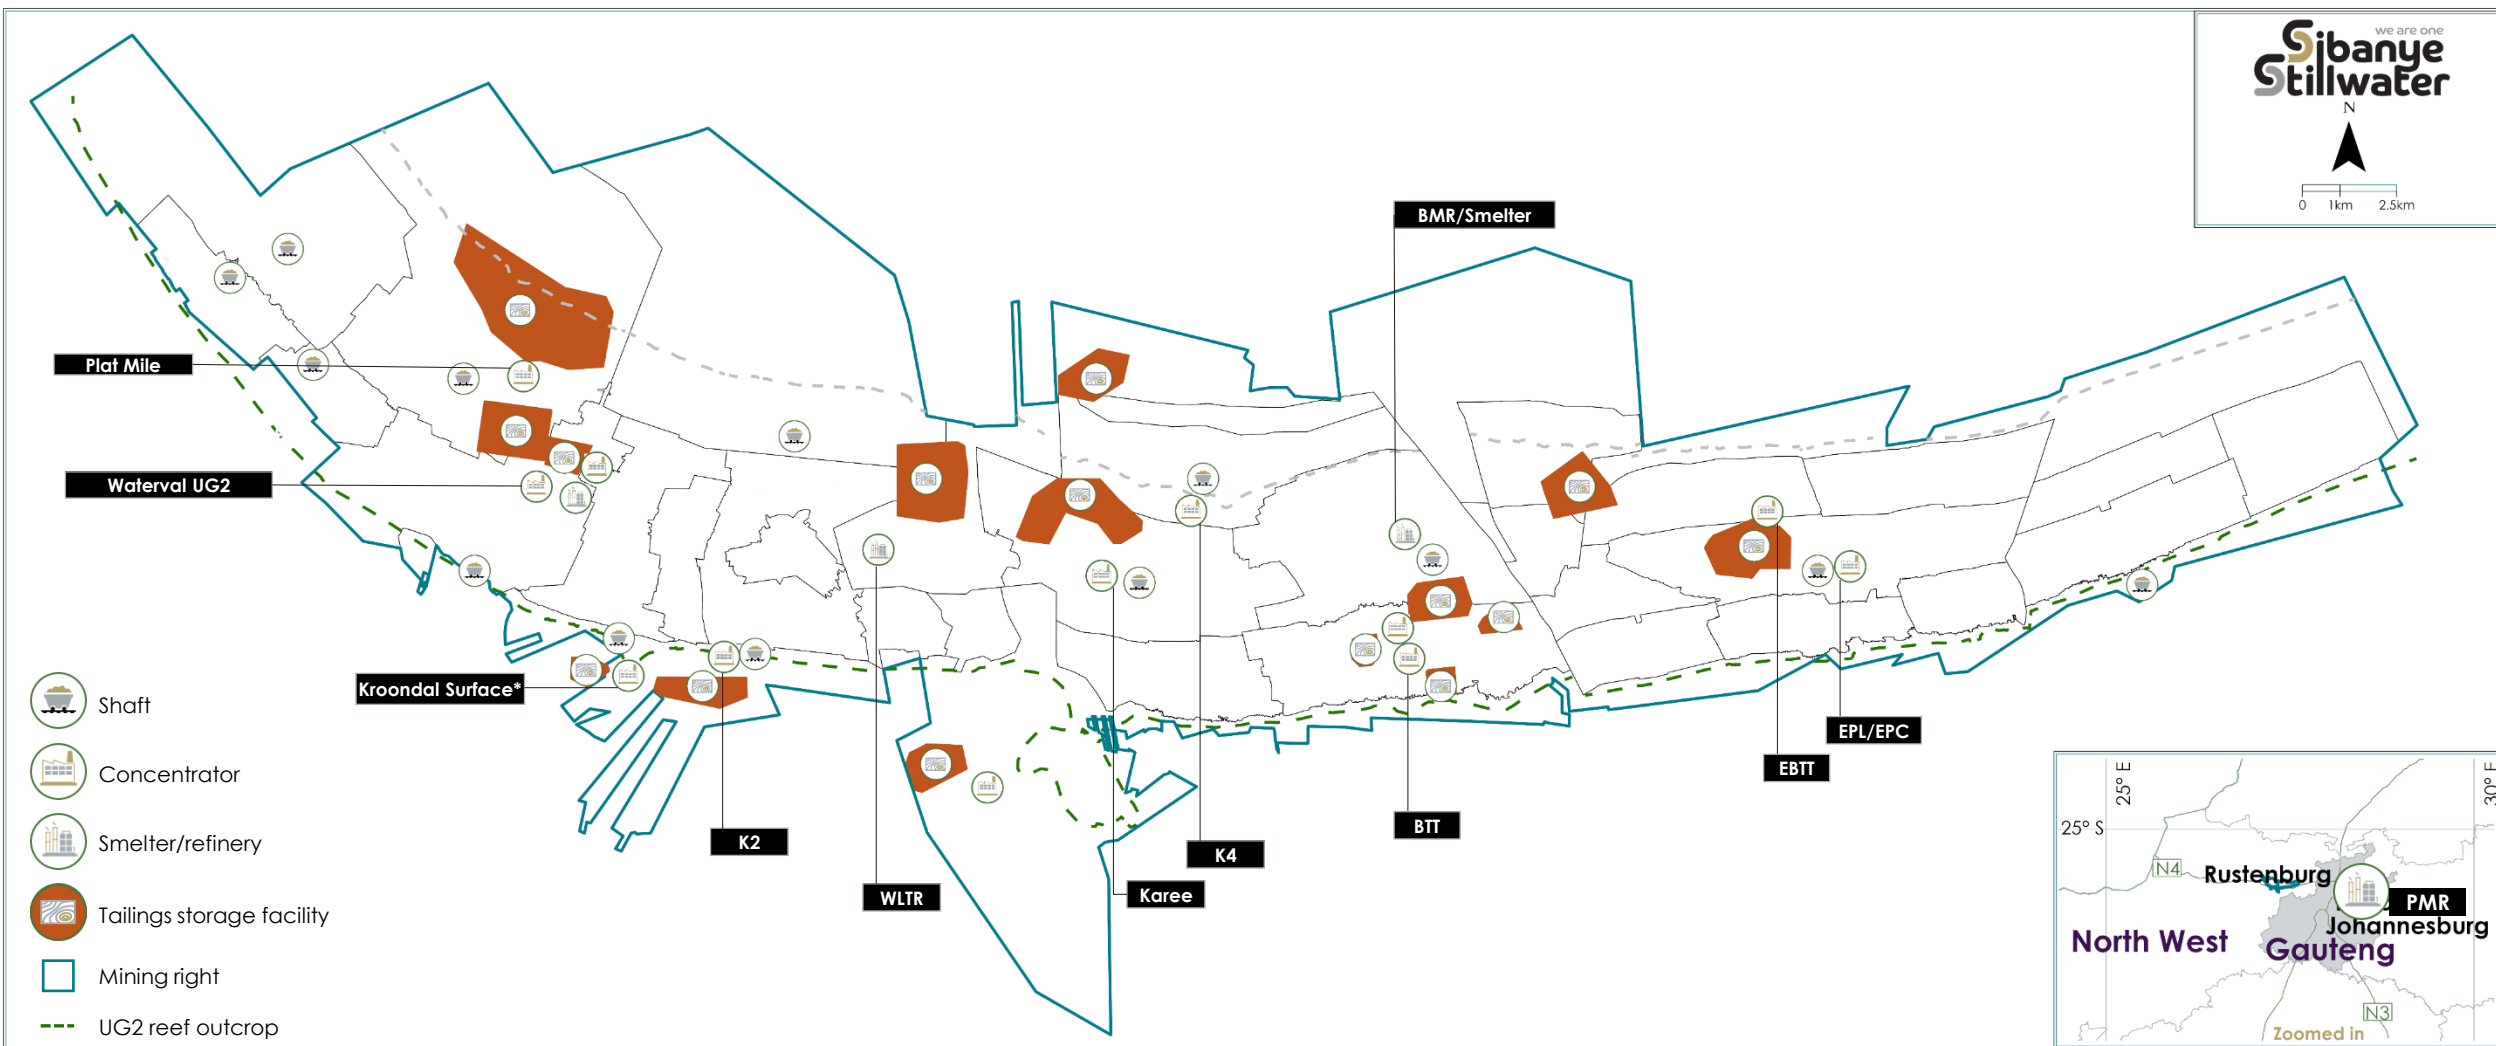 we are one
Sibanye
Stillwater
N
0 1km 2.5km
BMR/Smelter
Plat Mile
Waterval UG2
Kroondal Surface*
K2
WLTR
Karee
K4
BTT
EBTT
EPL/EPC
Shaft
Concentrator
Smelter/refinery
Tailings storage facility
Mining right
UG2 reef outcrop
25° E
30° E
25° S
N4
Rustenburg
PMR
Johannesburg
North West
Gauteng
N3
Zoomed in